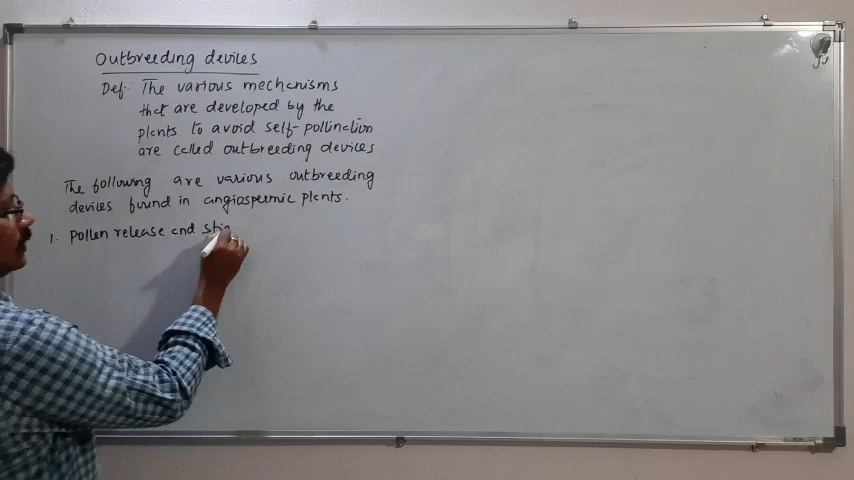 Outbreeding devices
Def:- The various mechanisms
that are developed by the
plants to avoid self-pollination
are called outbreeding devices
The following are various outbreeding
devices found in angiospermic plants.
1. Pollen release and sti